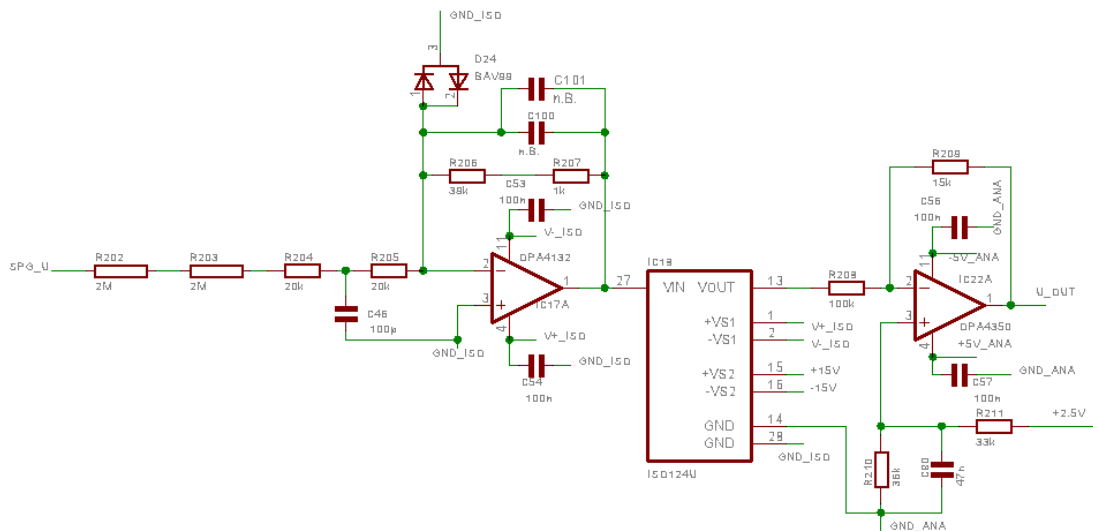 GND_ISO
3
D24
BAV99
1
2
C101
n.B.
C100
n.B.
R206
39k
R207
1k
C53
100n
GND_ISO
V-_ISO
11
OPA4132
2
3
1
IC17A
4
V+_ISO
GND_ISO
C54
100n
SPG_U
R202
2M
R203
2M
R204
20k
R205
20k
C46
100p
GND_ISO
27
IC19
VIN
VOUT
13
+VS1
1
V+_ISO
-VS1
2
V-_ISO
+VS2
15
+15V
-VS2
16
-15V
GND
14
GND
28
GND_ISO
ISO124U
R208
100k
R209
15k
C56
100n
GND_ANA
-5V_ANA
11
IC22A
2
3
1
U_OUT
OPA4350
4
+5V_ANA
C57
100n
GND_ANA
R211
33k
+2.5V
R210
36k
C80
47n
GND_ANA